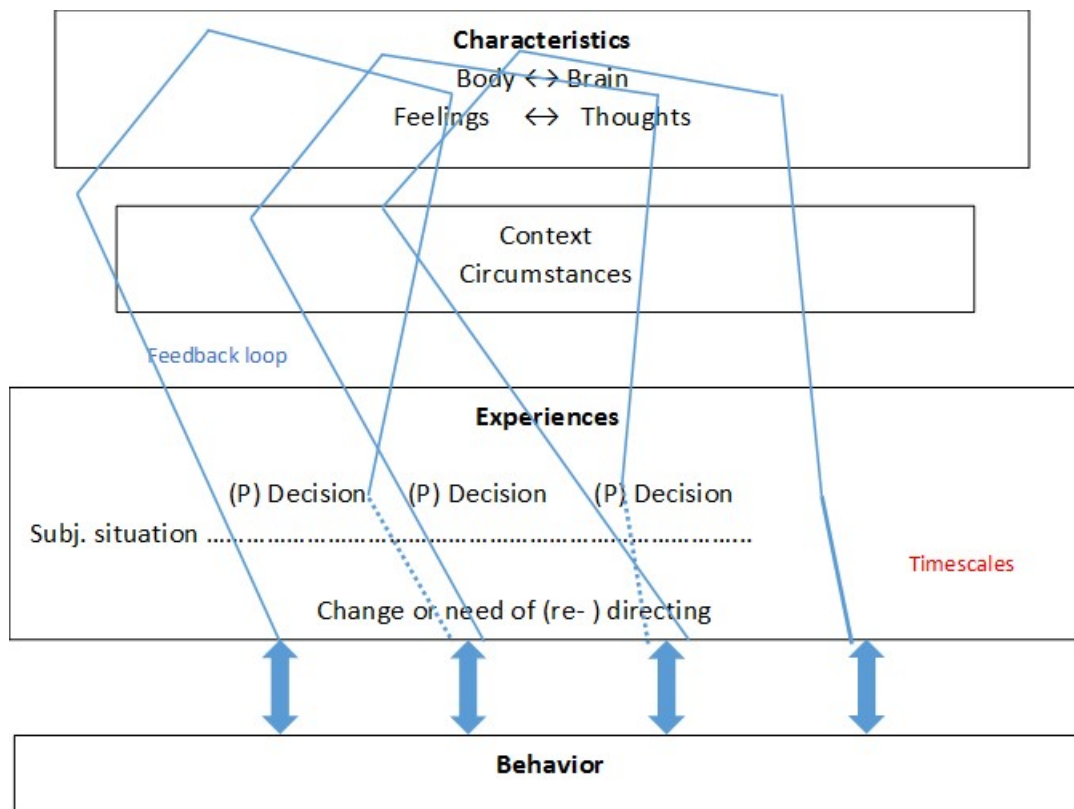 Characteristics
Body ↔ Brain
Feelings ↔ Thoughts
Context
Circumstances
Feedback loop
Experiences
(P) Decision (P) Decision (P) Decision
Subj. situation ………………………………………………………………………..
Timescales
Change or need of (re- ) directing
Behavior